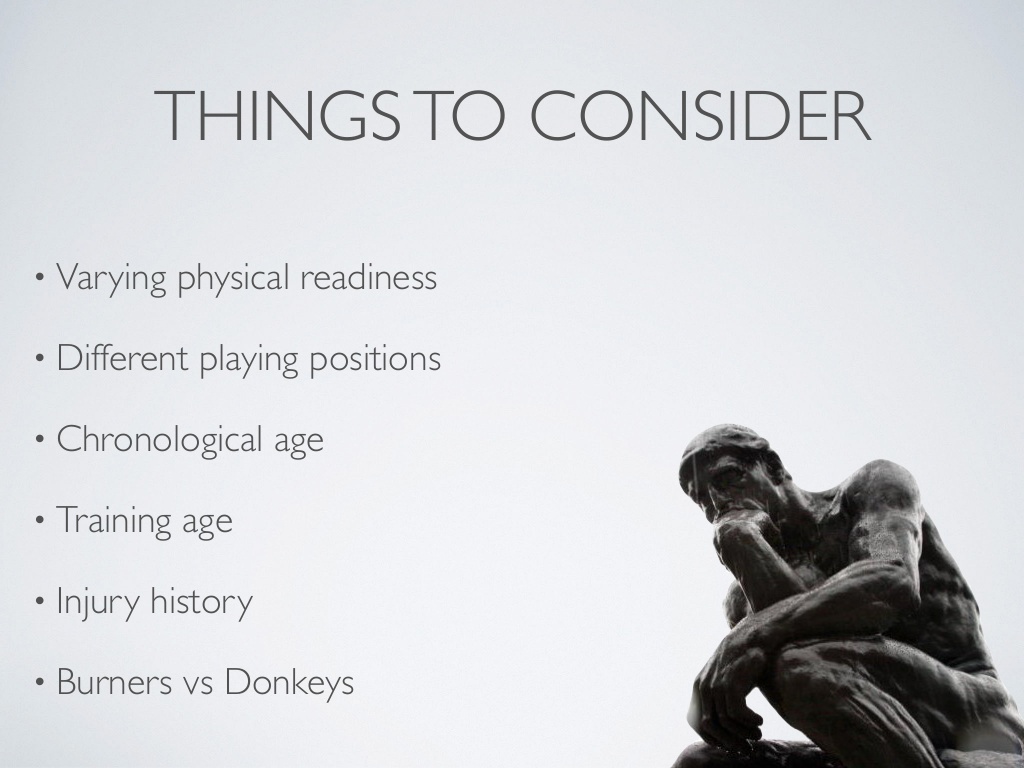 THINGS TO CONSIDER
• Varying physical readiness
• Different playing positions
• Chronological age
• Training age
• Injury history
• Burners vs Donkeys